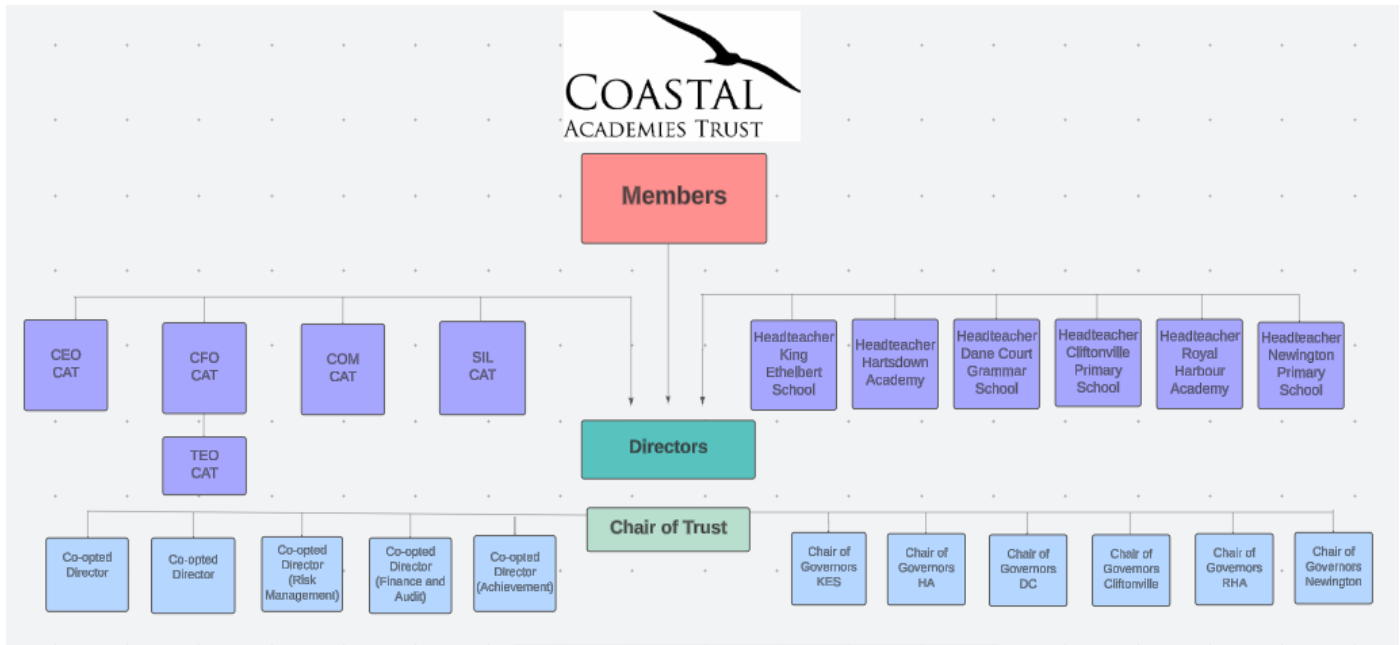 COASTAL
ACADEMIES TRUST
Members
CEO
CAT
CFO
CAT
COM
CAT
SIL
CAT
Headteacher
King
Ethelbert
School
Headteacher
Hartsdown
Academy
Headteacher
Dane Court
Grammar
School
Headteacher
Cliftonville
Primary
School
Headteacher
Royal
Harbour
Academy
Headteacher
Newington
Primary
School
TEO
CAT
Directors
Chair of Trust
Co-opted
Director
Co-opted
Director
Co-opted
Director
(Risk
Management)
Co-opted
Director
(Finance and
Audit)
Co-opted
Director
(Achievement)
Chair of
Governors
KES
Chair of
Governors
HA
Chair of
Governors
DC
Chair of
Governors
Cliftonville
Chair of
Governors
RHA
Chair of
Governors
Newington